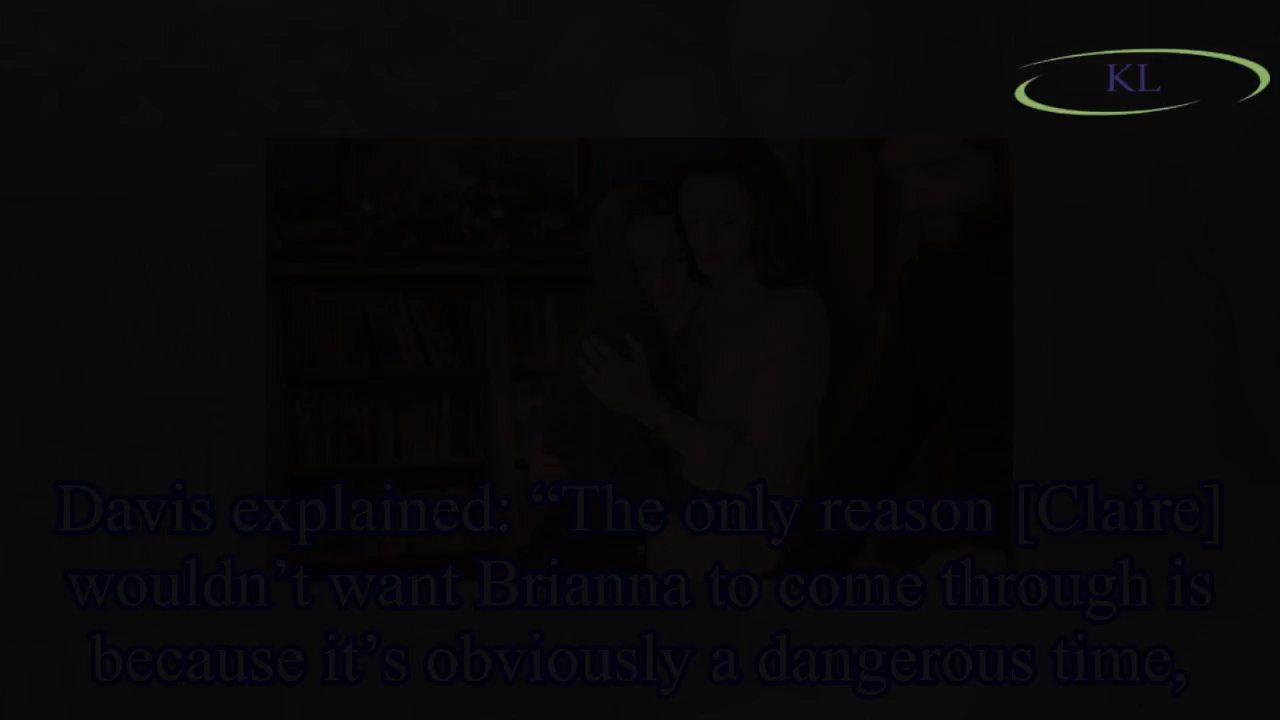 KL
Davis explained: “The only reason [Claire]
wouldn’t want Brianna to come through is
because it’s obviously a dangerous time,